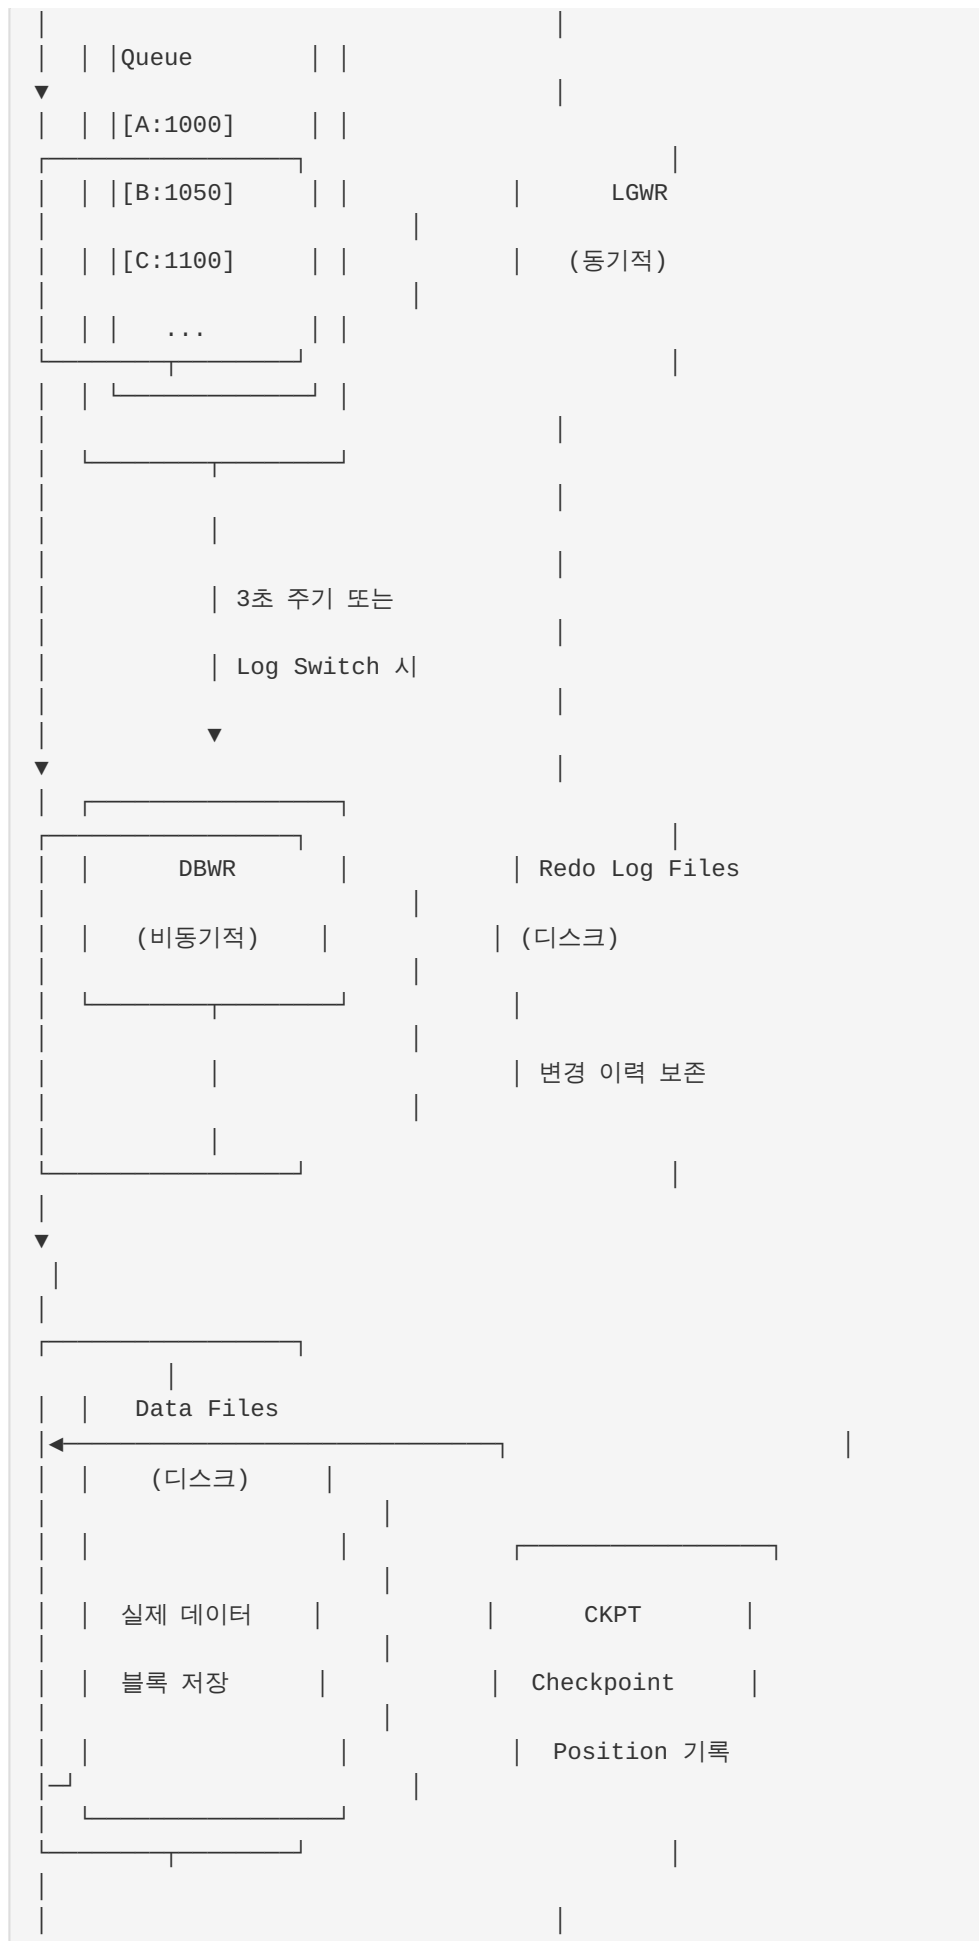 Queue
[A:1000]
[B:1050] LGWR
[C:1100] (동기적)
...
3초 주기 또는
Log Switch 시
DBWR Redo Log Files
(비동기적) (디스크)
변경 이력 보존
Data Files
(디스크)
실제 데이터 CKPT
블록 저장 Checkpoint
Position 기록